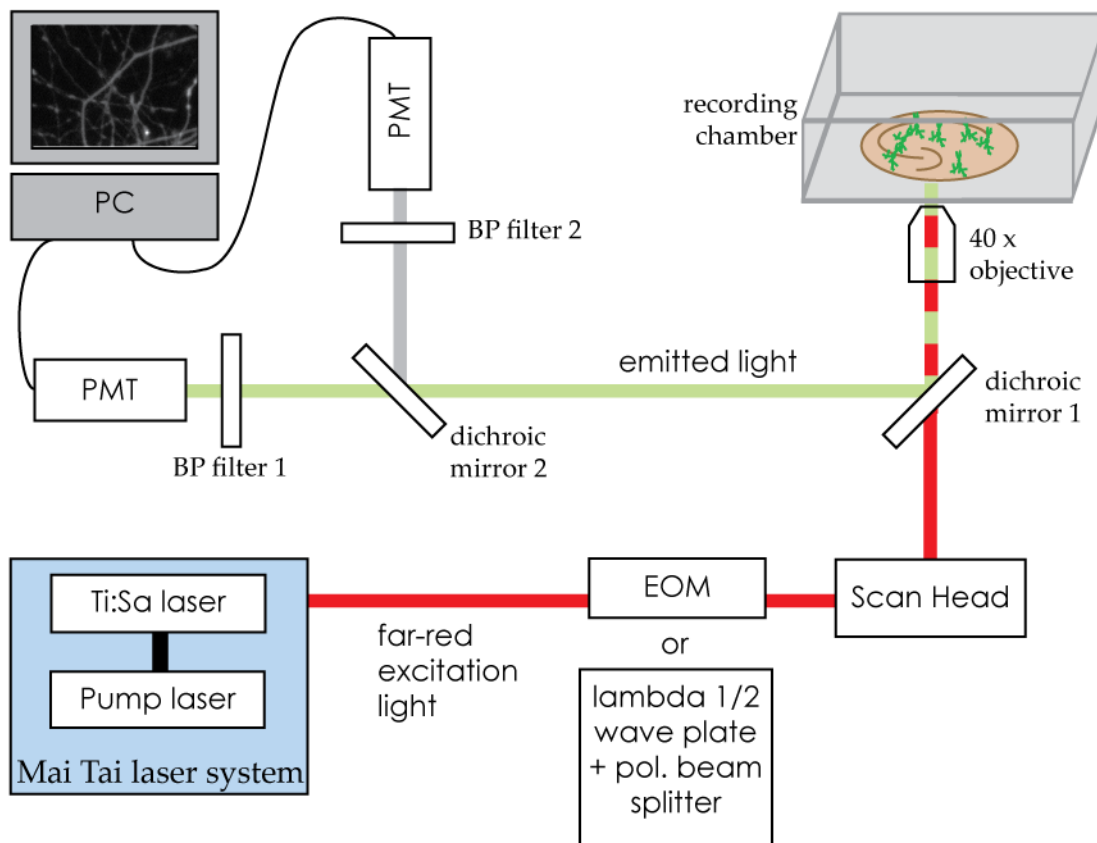 PC
PMT
BP filter 2
recording
chamber
40 x
objective
PMT
BP filter 1
dichroic
mirror 2
emitted light
dichroic
mirror 1
Ti:Sa laser
Pump laser
Mai Tai laser system
far-red
excitation
light
EOM
or
lambda 1/2
wave plate
+ pol. beam
splitter
Scan Head